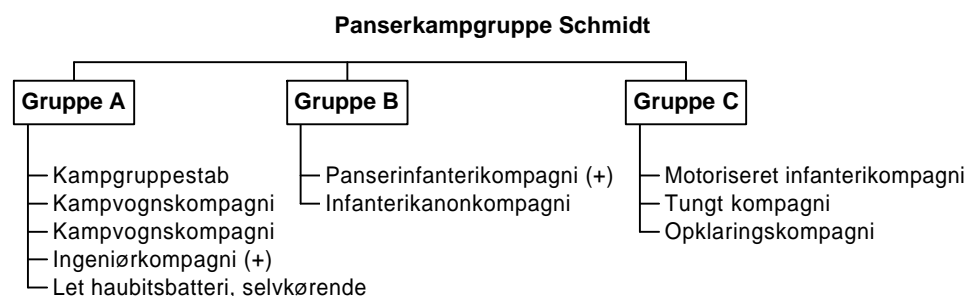 Panserkampgruppe Schmidt
Gruppe A
Kampgruppestab
Kampvognskompagni
Kampvognskompagni
Ingeniørkompagni (+)
Let haubitsbatteri, selvkørende
Gruppe B
Panserinfanterikompagni (+)
Infanterikanonkompagni
Gruppe C
Motoriseret infanterikompagni
Tungt kompagni
Opklaringskompagni